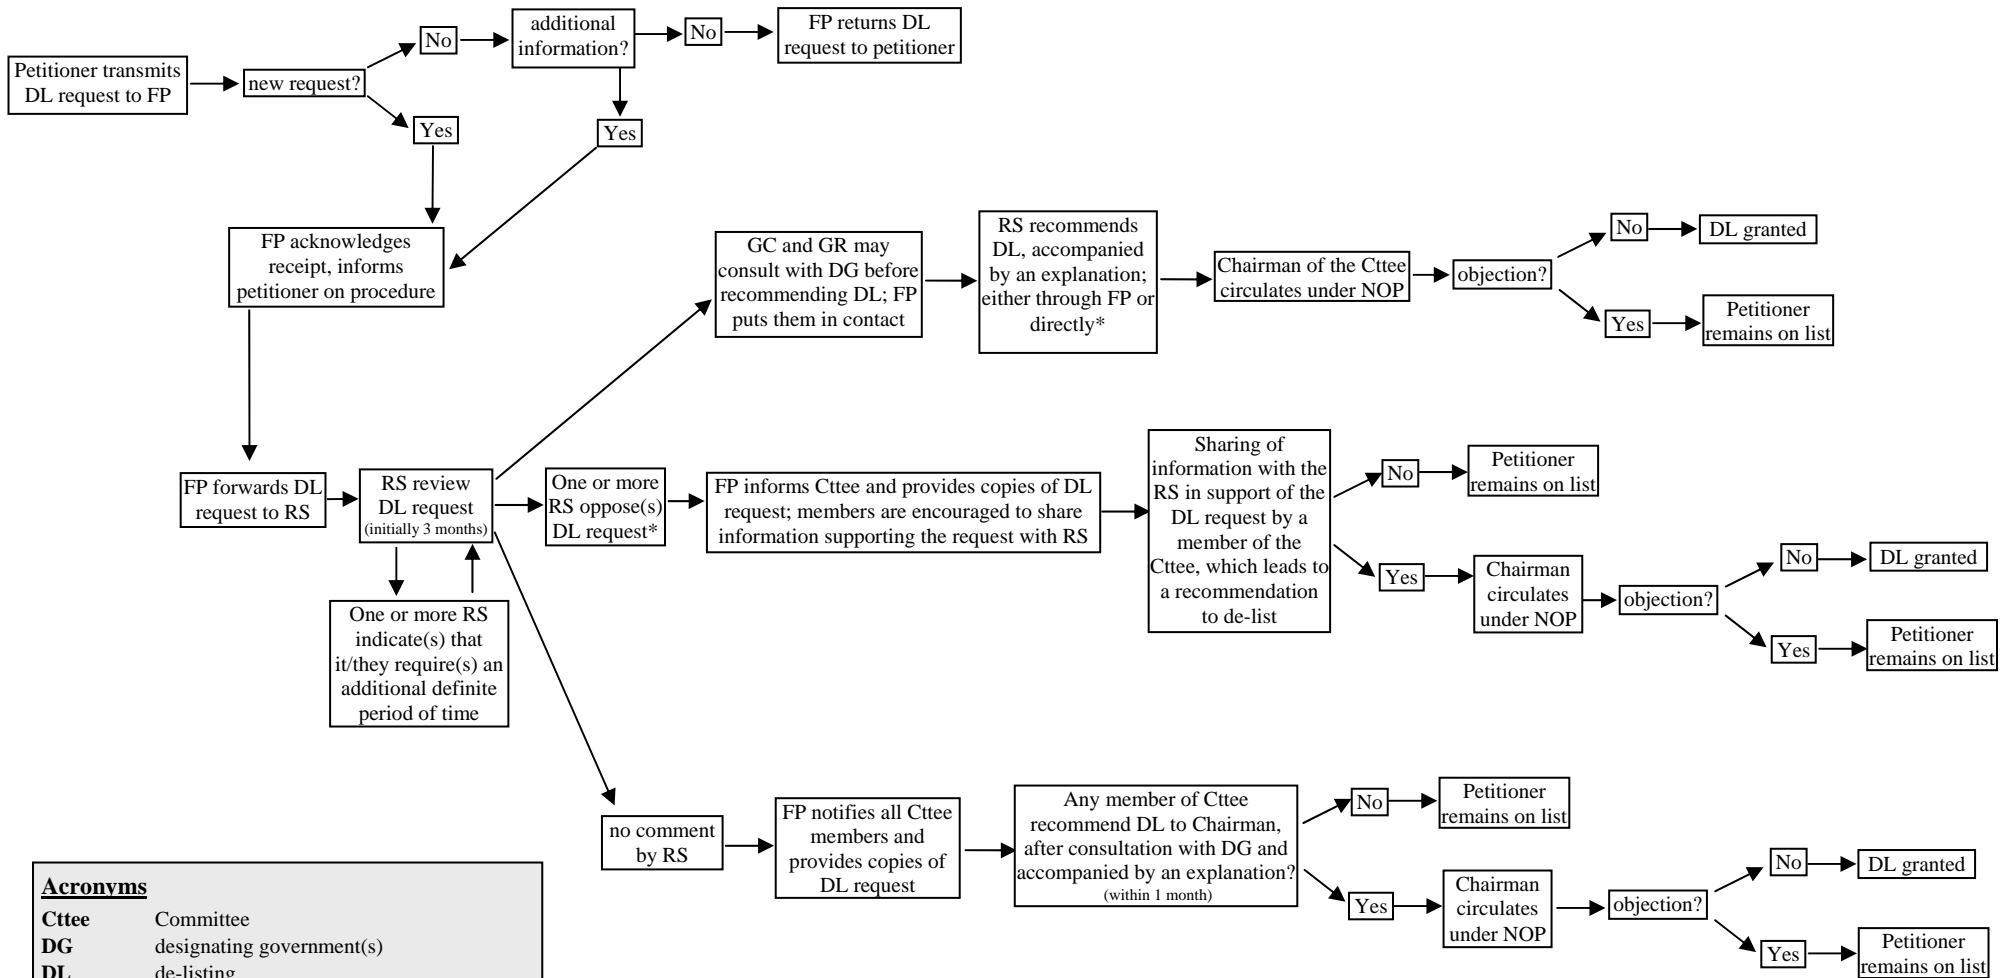 Petitioner transmits
DL request to FP
new request?
No
additional
information?
No
FP returns DL
request to petitioner
Yes
Yes
FP acknowledges
receipt, informs
petitioner on procedure
FP forwards DL
request to RS
RS review
DL request
(initially 3 months)
One or more RS
indicate(s) that
it/they require(s) an
additional definite
period of time
GC and GR may
consult with DG before
recommending DL; FP
puts them in contact
RS recommends
DL, accompanied
by an explanation;
either through FP or
directly*
Chairman of the Cttee
circulates under NOP
objection?
No
DL granted
Yes
Petitioner
remains on list
One or more
RS oppose(s)
DL request*
FP informs Cttee and provides copies of DL
request; members are encouraged to share
information supporting the request with RS
Sharing of
information with the
RS in support of the
DL request by a
member of the
Cttee, which leads to
a recommendation
to de-list
No
Petitioner
remains on list
Yes
Chairman
circulates
under NOP
objection?
No
DL granted
Yes
Petitioner
remains on list
no comment
by RS
FP notifies all Cttee
members and
provides copies of
DL request
Any member of Cttee
recommend DL to Chairman,
after consultation with DG and
accompanied by an explanation?
(within 1 month)
No
Petitioner
remains on list
Yes
Chairman
circulates
under NOP
objection?
No
DL granted
Yes
Petitioner
remains on list
Acronyms
Cttee Committee
DG designating government(s)
DL de-listing